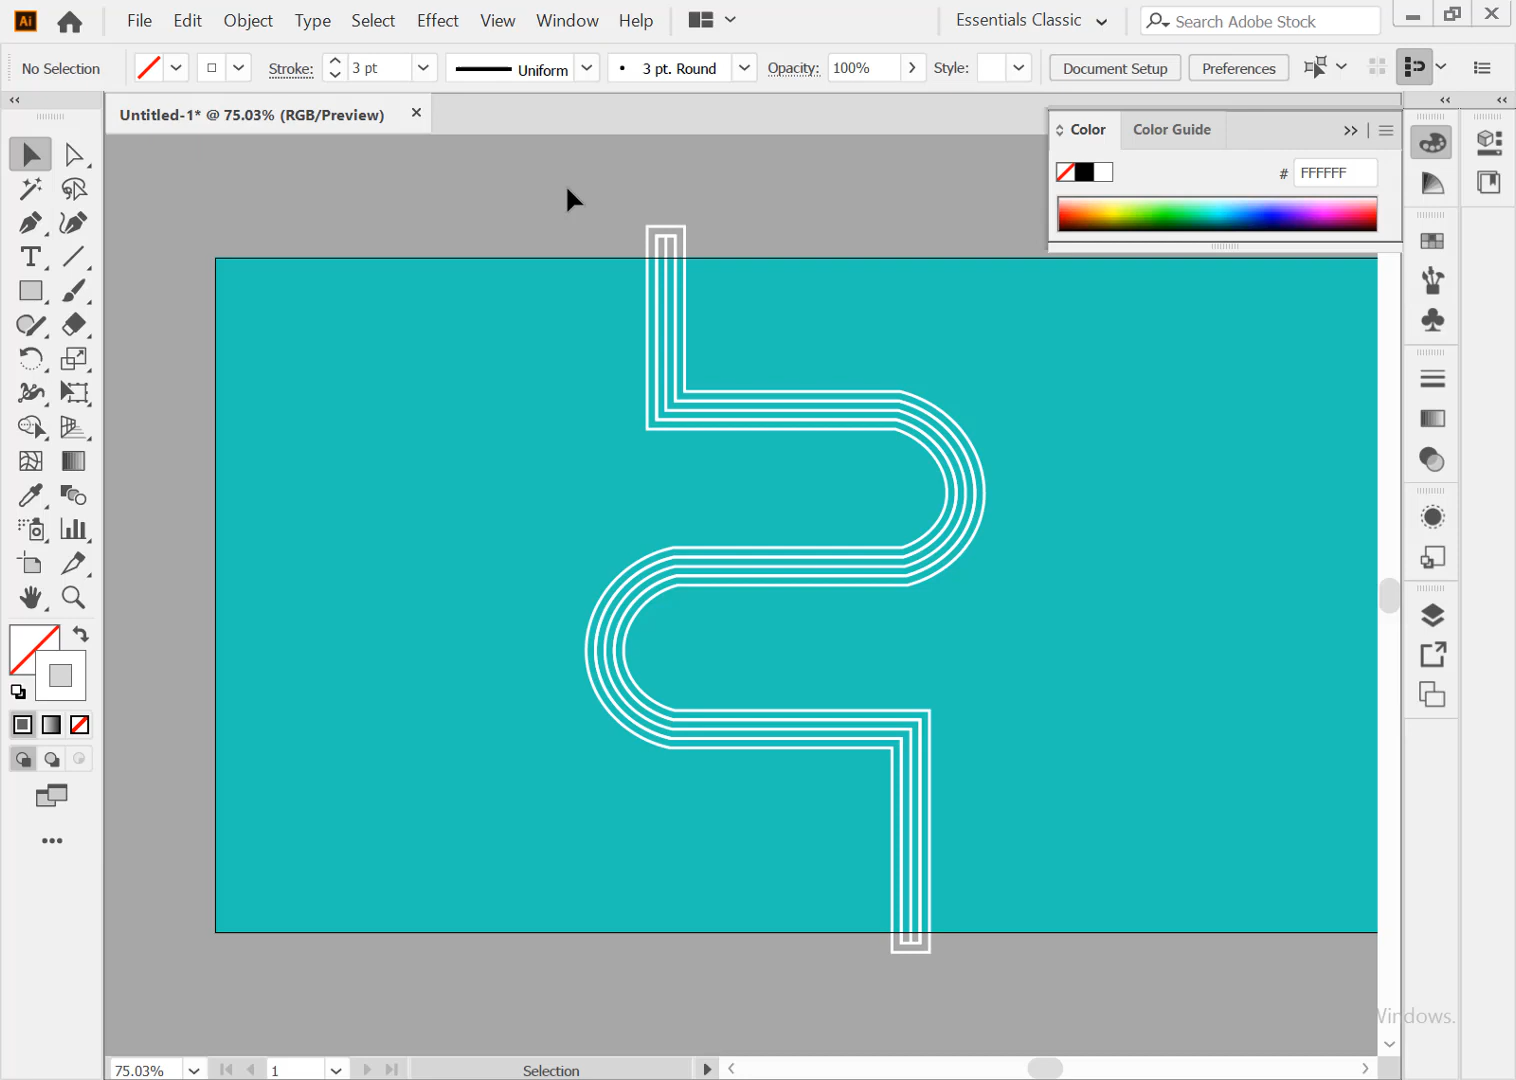 Ai File Edit Object Type Select Effect View Window Help Essentials Classic Search Adobe Stock
No Selection Stroke: 3 pt Uniform 3 pt. Round Opacity: 100% Style: Document Setup Preferences
Untitled-1* @ 75.03% (RGB/Preview)
Color Color Guide
# FFFFFF
Windows.
75.03% 1 Selection